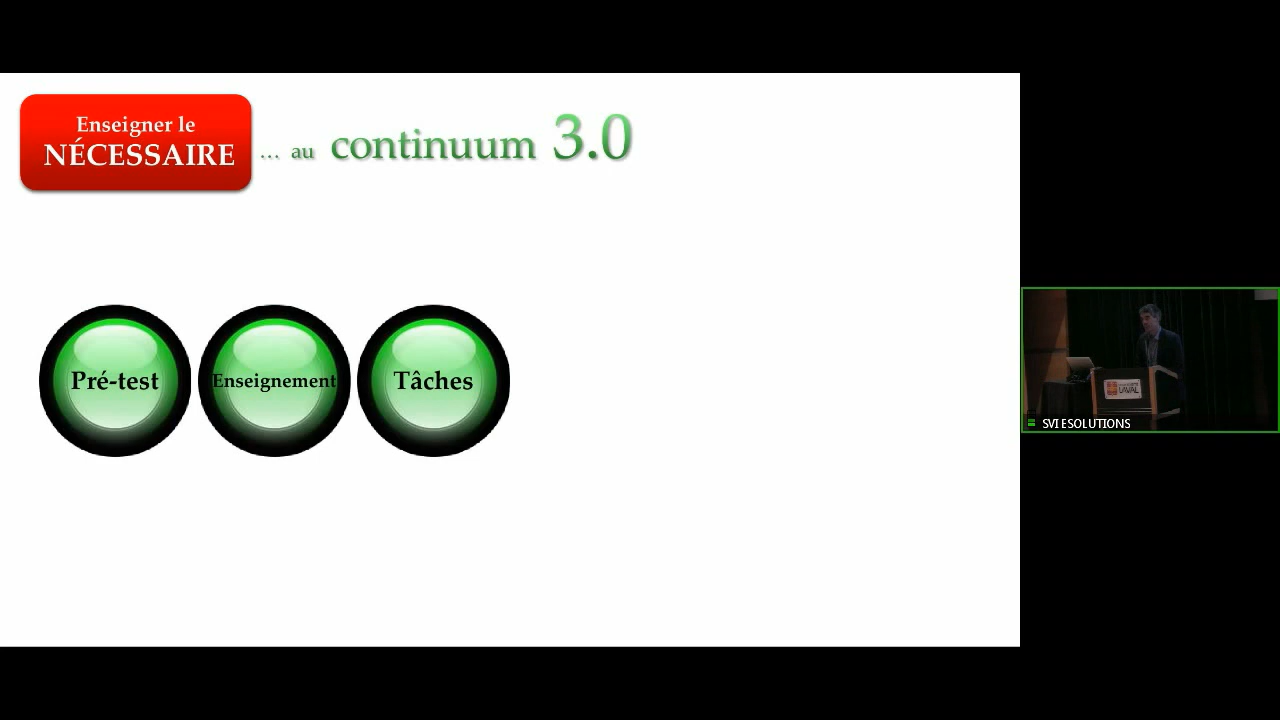 Enseigner le
NÉCESSAIRE
… au continuum 3.0
Pré-test
Enseignement
Tâches
LAVAL
SVI ESOLUTIONS